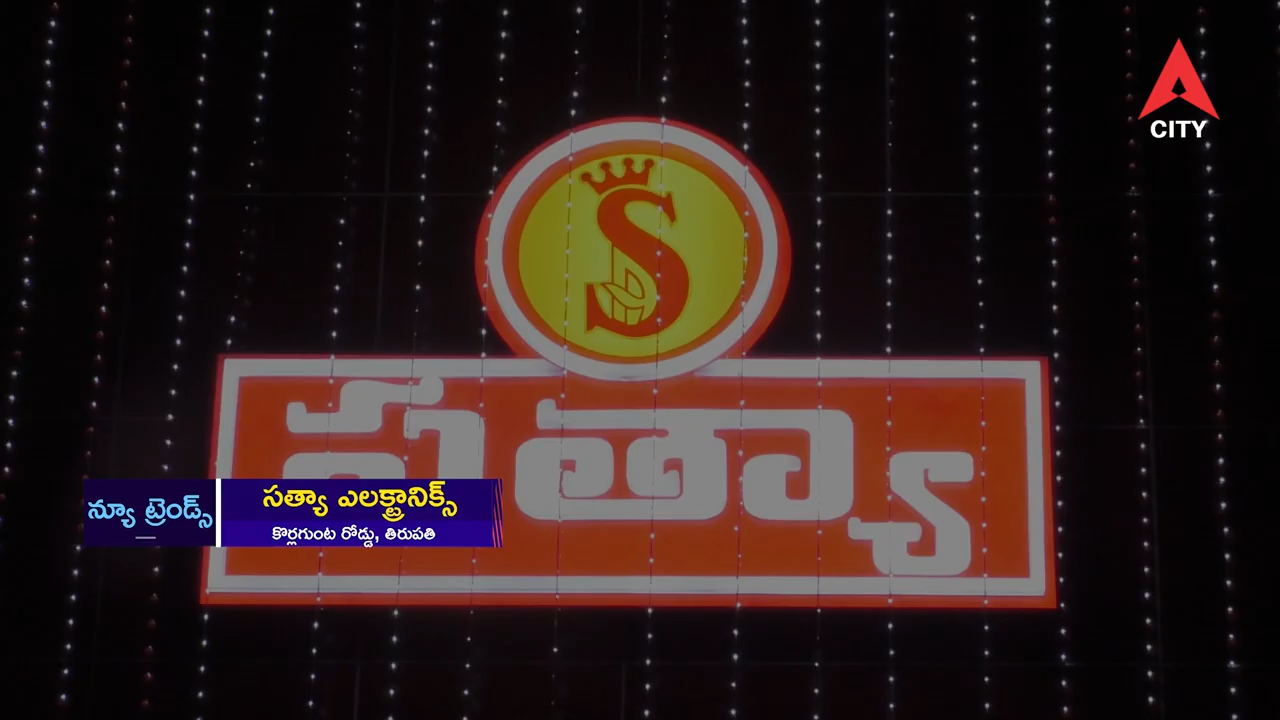 CITY
S
సత్యా
న్యూ ట్రెండ్స్
సత్యా ఎలక్ట్రానిక్స్
కొర్లగుంట రోడ్డు, తిరుపతి